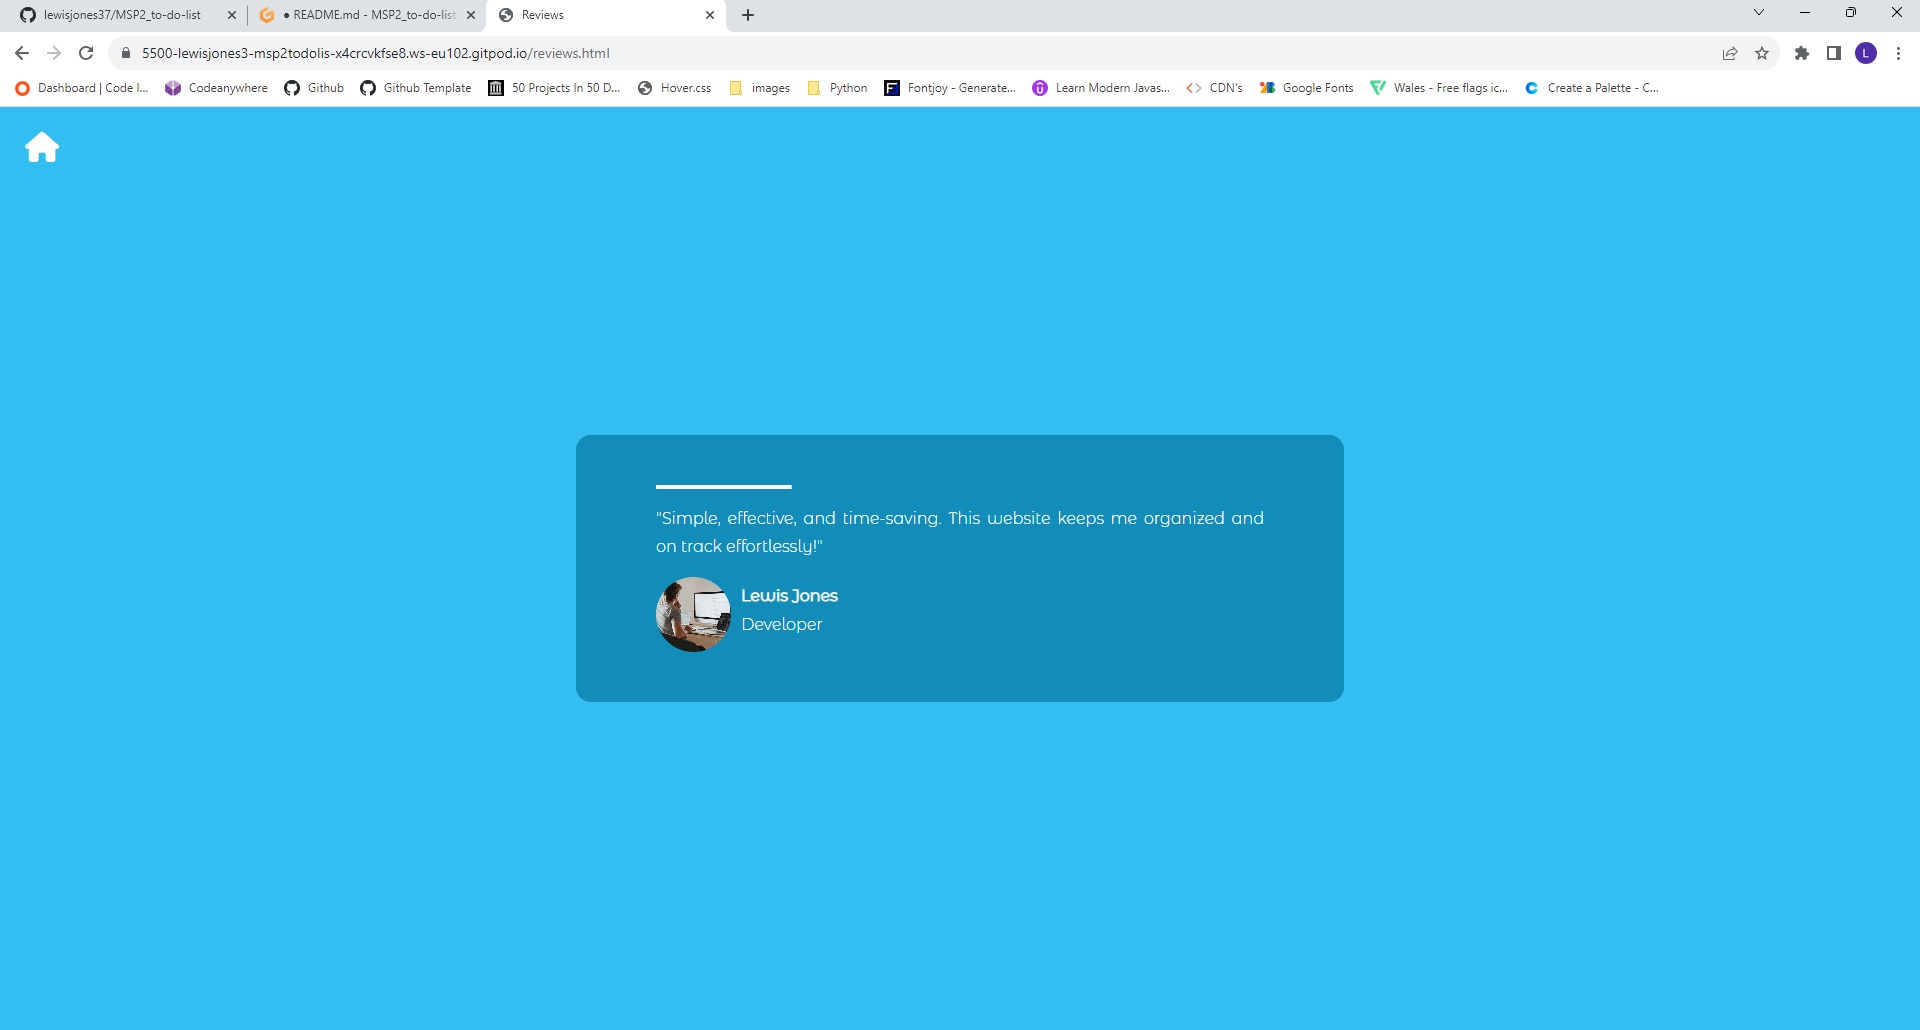 lewisjones37/MSP2_to-do-list
● README.md - MSP2_to-do-list
Reviews
5500-lewisjones3-msp2todolis-x4crcvkfse8.ws-eu102.gitpod.io/reviews.html
L
Dashboard | Code I...
Codeanywhere
Github
Github Template
50 Projects In 50 D...
Hover.css
images
Python
Fontjoy - Generate...
Learn Modern Javas...
CDN's
Google Fonts
Wales - Free flags ic...
Create a Palette - C...
"Simple, effective, and time-saving. This website keeps me organized and
on track effortlessly!"
Lewis Jones
Developer